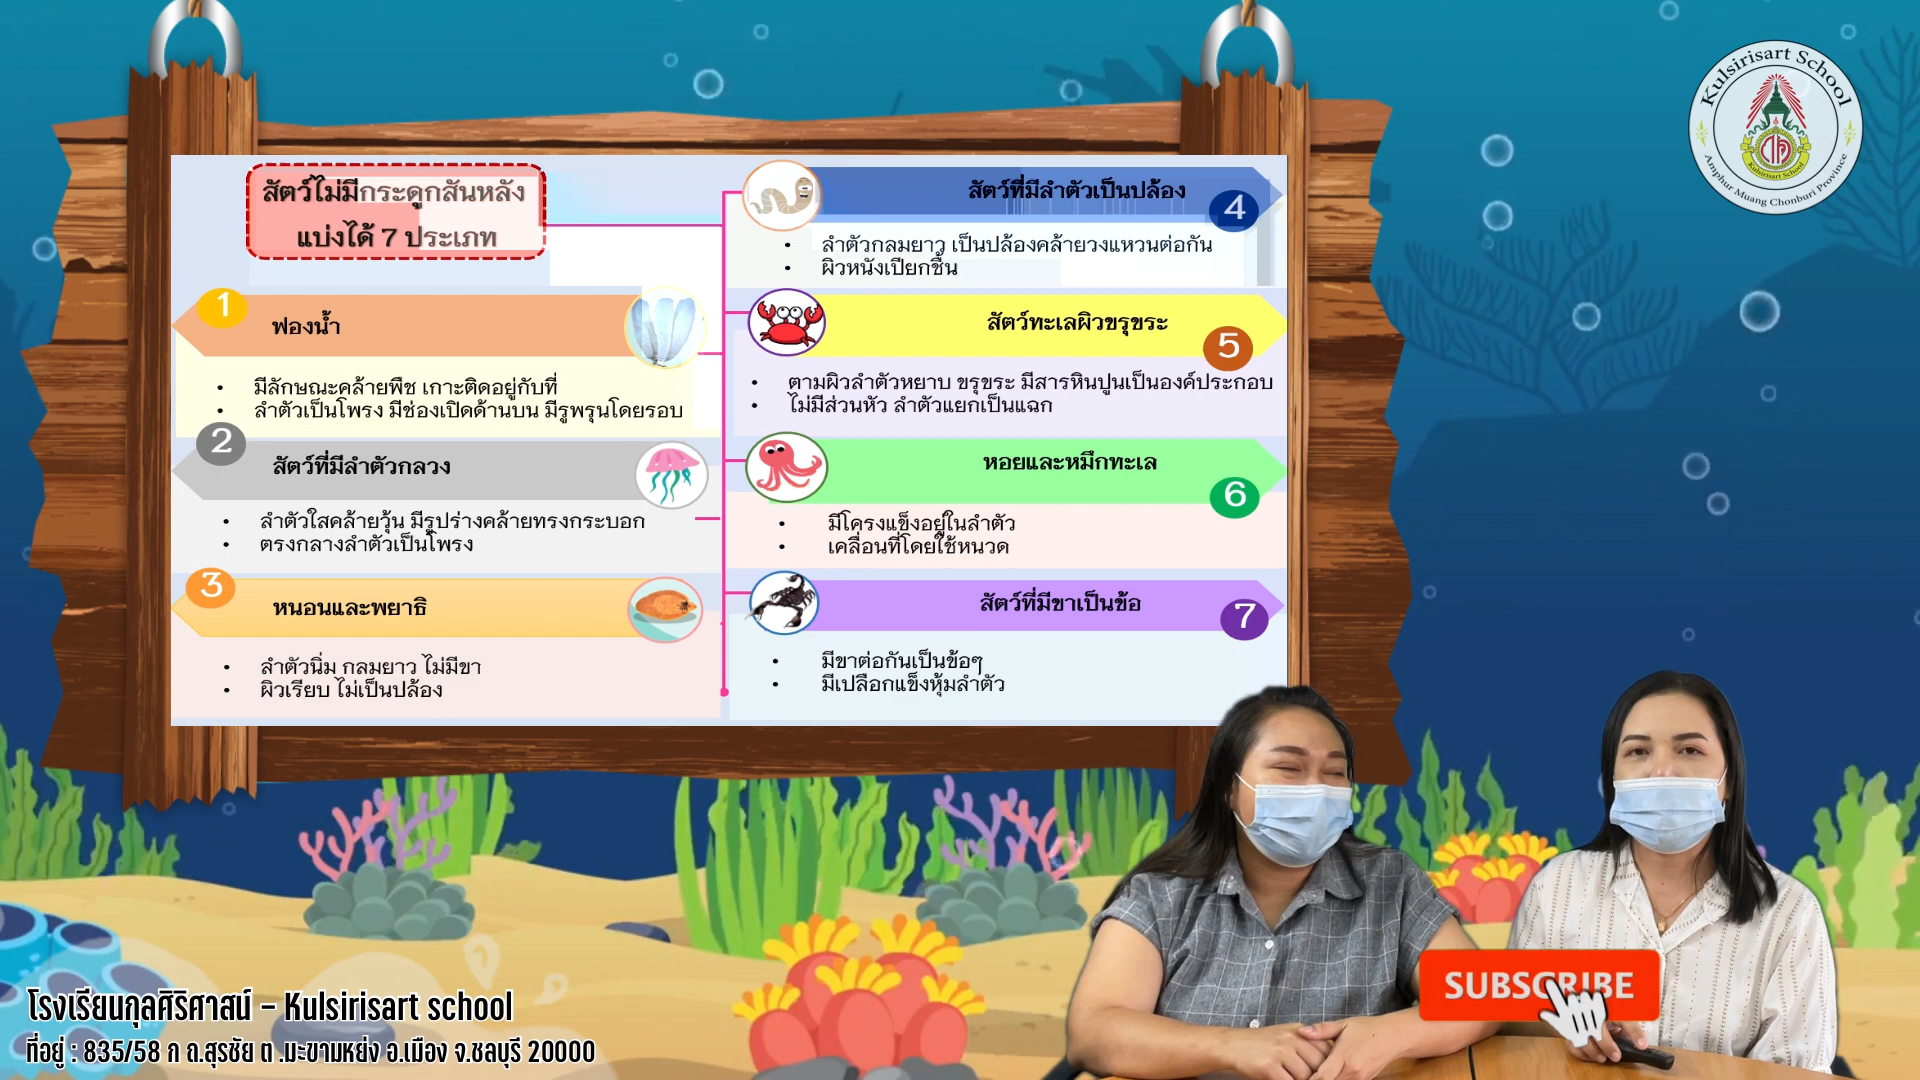 สัตว์ไม่มีกระดูกสันหลัง
แบ่งได้ 7 ประเภท
1
ฟองน้ำ
• มีลักษณะคล้ายพืช เกาะติดอยู่กับที่
• ลำตัวเป็นโพรง มีช่องเปิดด้านบน มีรูพรุนโดยรอบ
2
สัตว์ที่มีลำตัวกลวง
• ลำตัวใสคล้ายวุ้น มีรูปร่างคล้ายทรงกระบอก
• ตรงกลางลำตัวเป็นโพรง
3
หนอนและพยาธิ
• ลำตัวนิ่ม กลมยาว ไม่มีขา
• ผิวเรียบ ไม่เป็นปล้อง
สัตว์ที่มีลำตัวเป็นปล้อง
4
• ลำตัวกลมยาว เป็นปล้องคล้ายวงแหวนต่อกัน
• ผิวหนังเปียกชื้น
สัตว์ทะเลผิวขรุขระ
5
• ตามผิวลำตัวหยาบ ขรุขระ มีสารหินปูนเป็นองค์ประกอบ
• ไม่มีส่วนหัว ลำตัวแยกเป็นแฉก
หอยและหมึกทะเล
6
• มีโครงแข็งอยู่ในลำตัว
• เคลื่อนที่โดยใช้หนวด
สัตว์ที่มีขาเป็นข้อ
7
• มีขาต่อกันเป็นข้อๆ
• มีเปลือกแข็งหุ้มลำตัว
Kulsirisart School
Kulsirisart School
Amphur Muang Chonburi Province
SUBSCRIBE
โรงเรียนกุลศิริศาสน์ – Kulsirisart school
ที่อยู่ : 835/58 ก ถ.สุรชัย ต .มะขามหย่ง อ.เมือง จ.ชลบุรี 20000